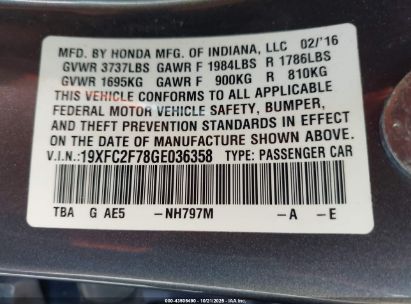 MFD. BY HONDA MFG. OF INDIANA, LLC 02/'16
GVWR 3737LBS GAWR F 1984LBS R 1786LBS
GVWR 1695KG GAWR F 900KG R 810KG
THIS VEHICLE CONFORMS TO ALL APPLICABLE
FEDERAL MOTOR VEHICLE SAFETY, BUMPER,
AND THEFT PREVENTION STANDARDS IN EFFECT
ON THE DATE OF MANUFACTURE SHOWN ABOVE.
V.I.N.:19XFC2F78GE036358 TYPE: PASSENGER CAR
TBA G AE5 -NH797M -A -E